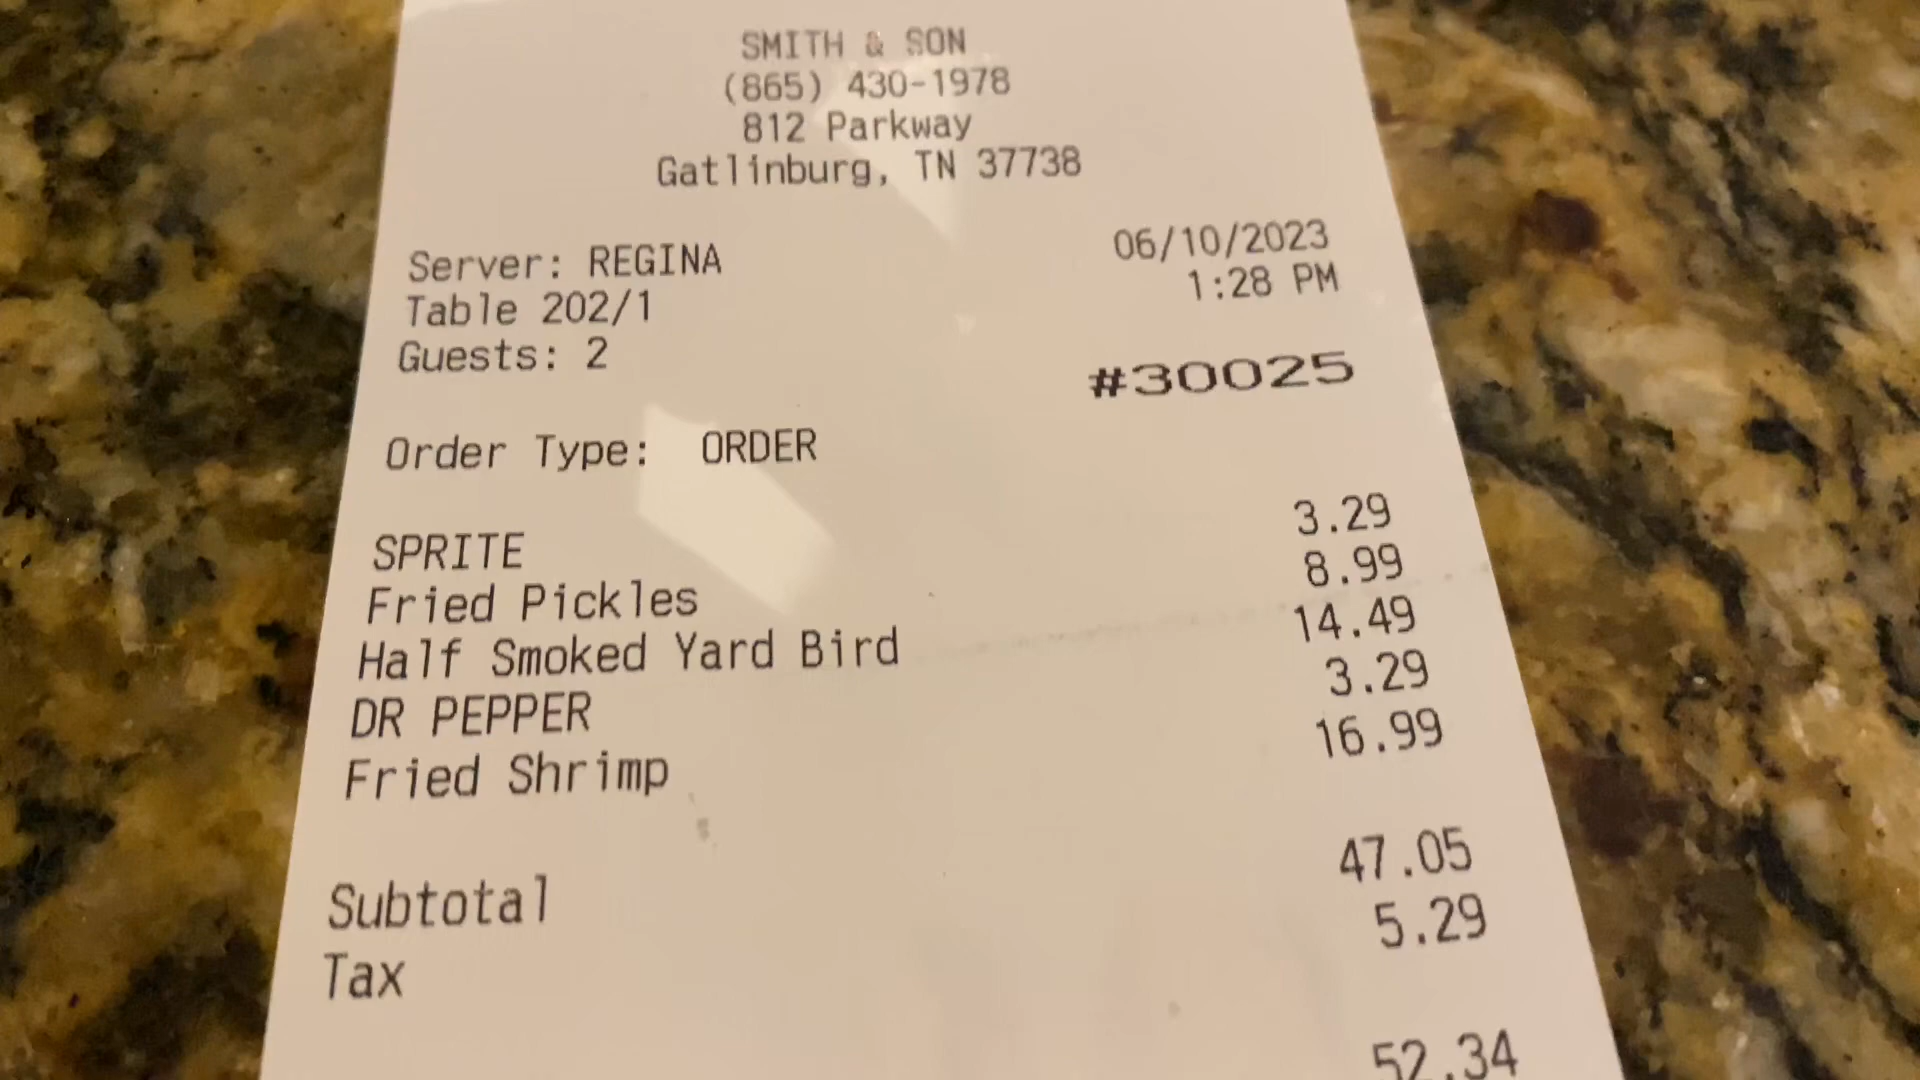 SMITH & SON
(865) 430-1978
812 Parkway
Gatlinburg, TN 37738
Server: REGINA 06/10/2023
Table 202/1 1:28 PM
Guests: 2 #30025
Order Type: ORDER
SPRITE 3.29
Fried Pickles 8.99
Half Smoked Yard Bird 14.49
DR PEPPER 3.29
Fried Shrimp 16.99
Subtotal 47.05
Tax 5.29
52.34